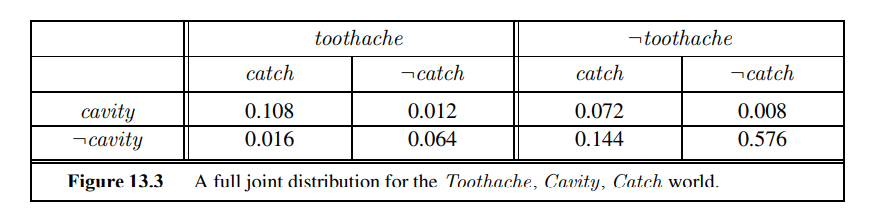 toothache ¬toothache
catch ¬catch catch ¬catch
cavity 0.108 0.012 0.072 0.008
¬cavity 0.016 0.064 0.144 0.576
Figure 13.3 A full joint distribution for the Toothache, Cavity, Catch world.